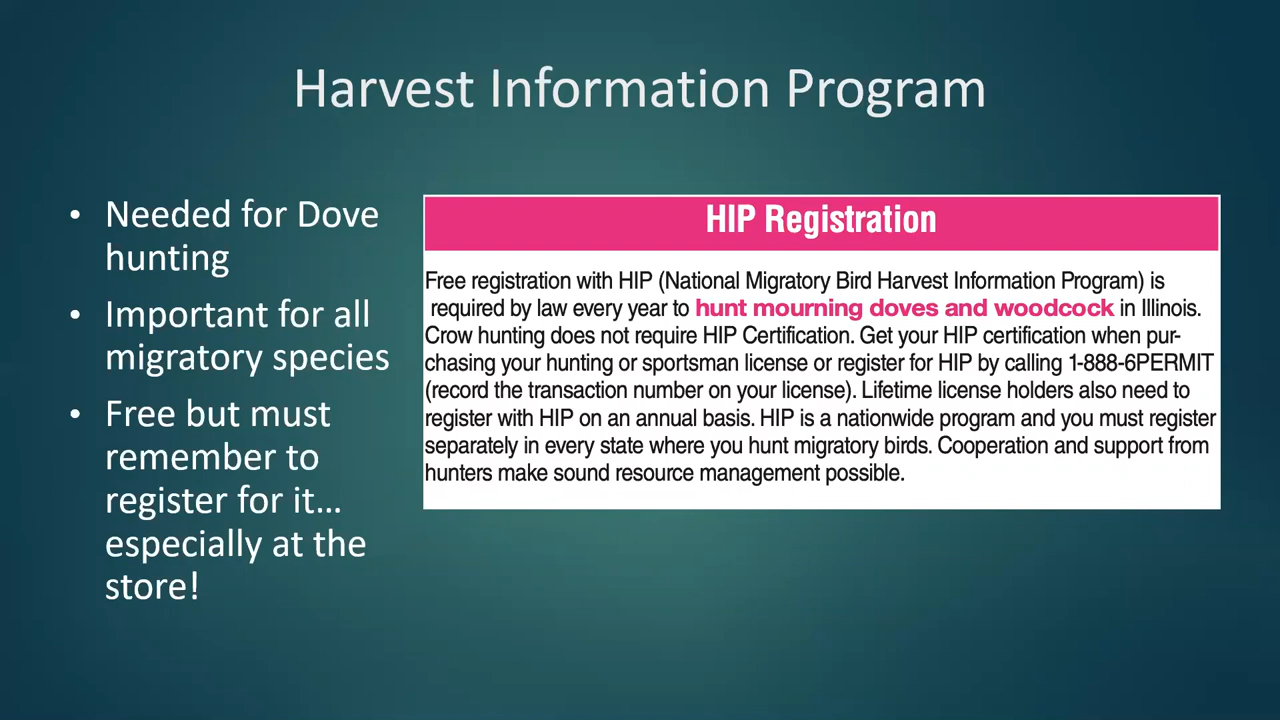 Harvest Information Program
• Needed for Dove
hunting
• Important for all
migratory species
• Free but must
remember to
register for it…
especially at the
store!
HIP Registration
Free registration with HIP (National Migratory Bird Harvest Information Program) is
required by law every year to hunt mourning doves and woodcock in Illinois.
Crow hunting does not require HIP Certification. Get your HIP certification when pur-
chasing your hunting or sportsman license or register for HIP by calling 1-888-6PERMIT
(record the transaction number on your license). Lifetime license holders also need to
register with HIP on an annual basis. HIP is a nationwide program and you must register
separately in every state where you hunt migratory birds. Cooperation and support from
hunters make sound resource management possible.